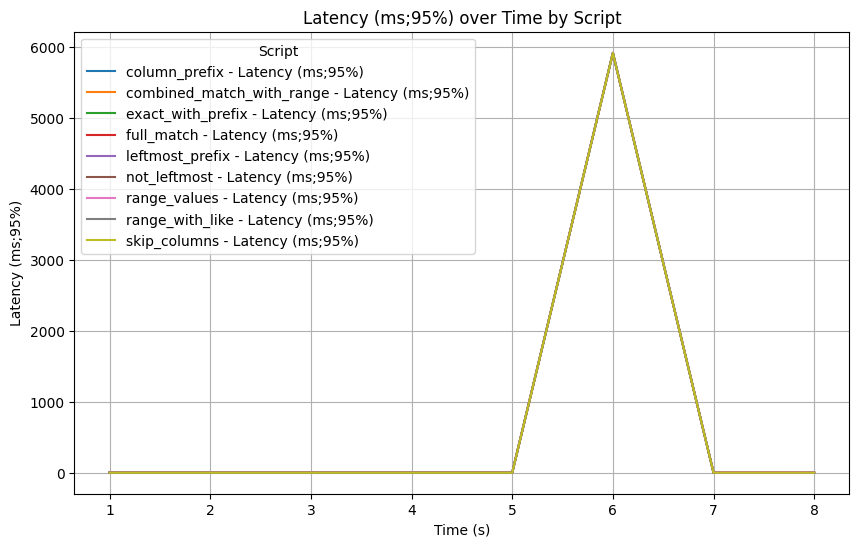 Latency (ms;95%) over Time by Script
Script
column_prefix - Latency (ms;95%)
combined_match_with_range - Latency (ms;95%)
exact_with_prefix - Latency (ms;95%)
full_match - Latency (ms;95%)
leftmost_prefix - Latency (ms;95%)
not_leftmost - Latency (ms;95%)
range_values - Latency (ms;95%)
range_with_like - Latency (ms;95%)
skip_columns - Latency (ms;95%)
Latency (ms;95%)
6000
5000
4000
3000
2000
1000
0
1 2 3 4 5 6 7 8
Time (s)